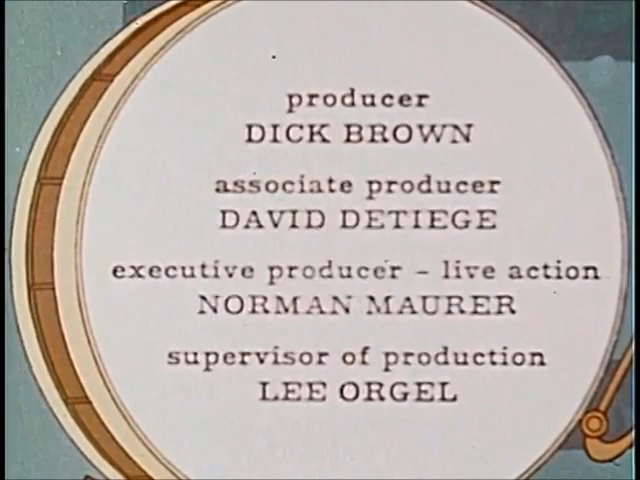 producer
DICK BROWN
associate producer
DAVID DETIEGE
executive producer - live action
NORMAN MAURER
supervisor of production
LEE ORGEL